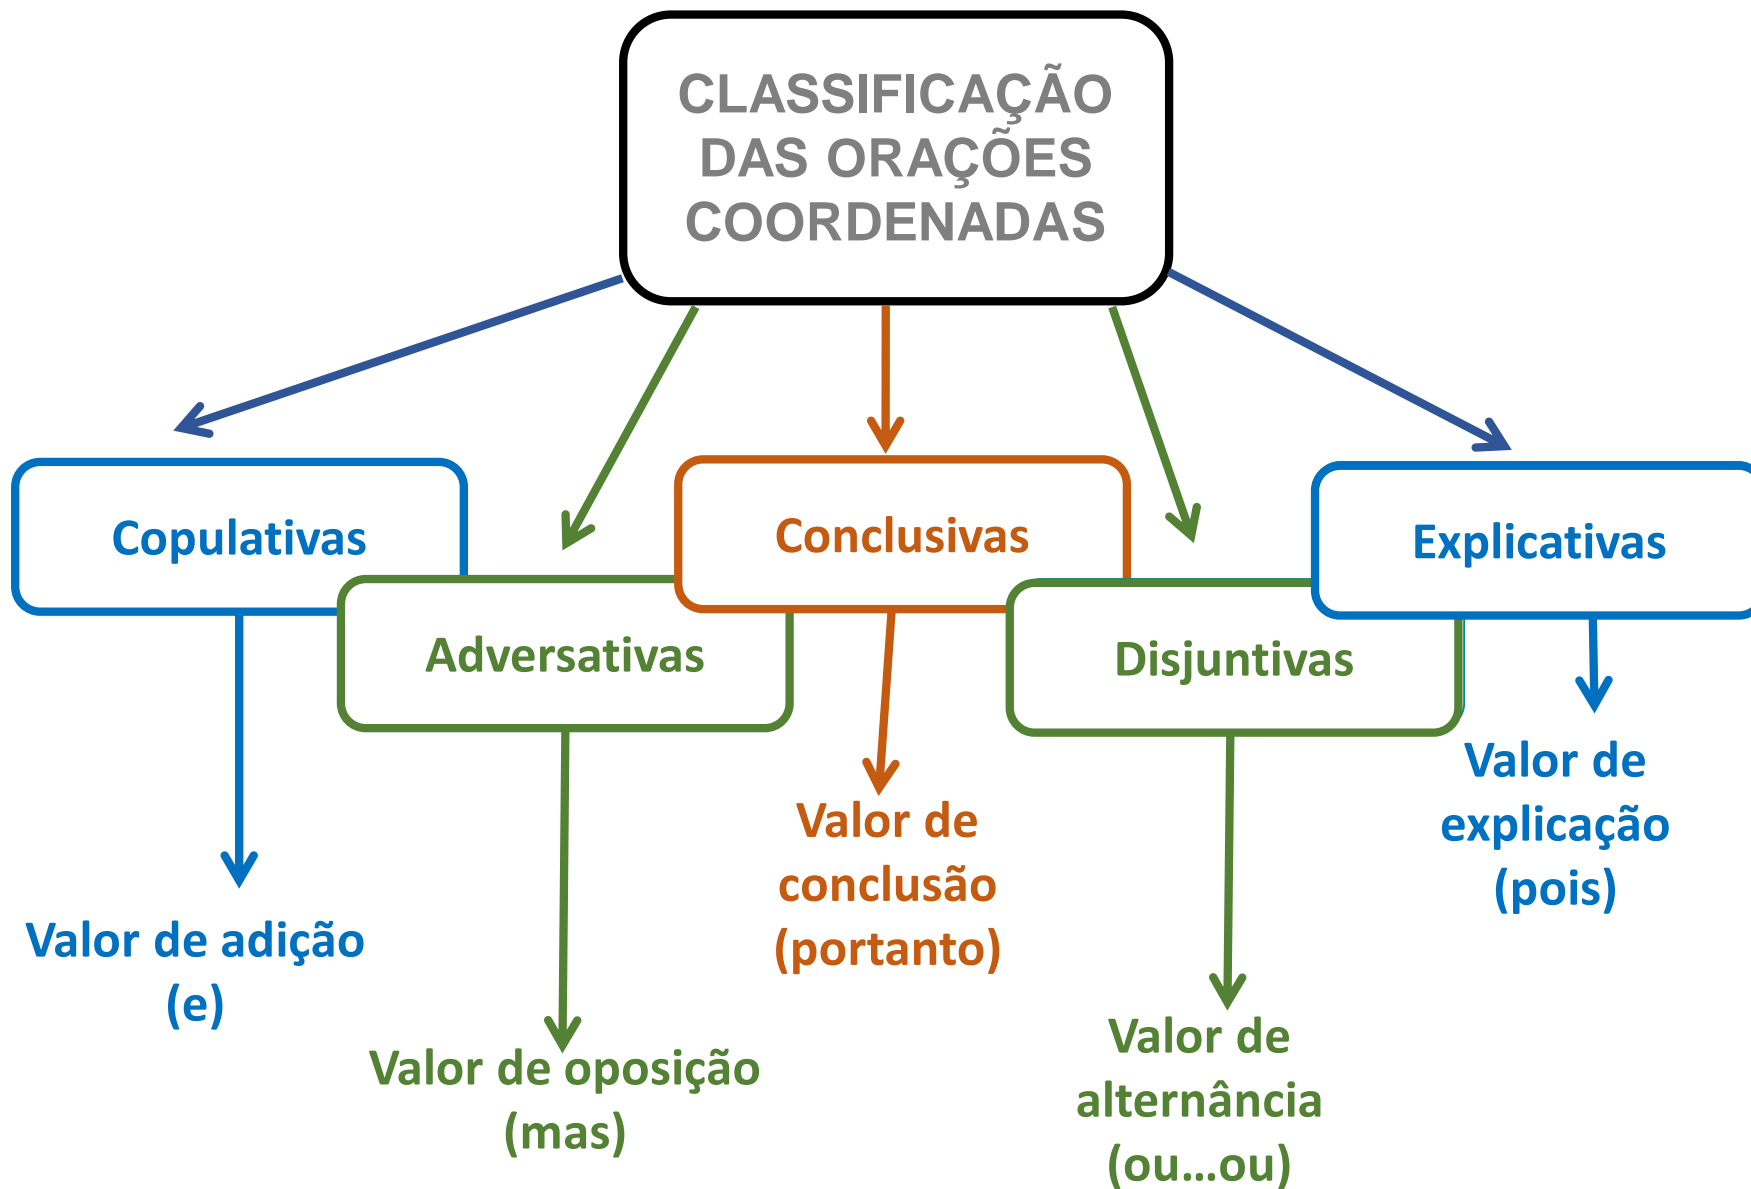 CLASSIFICAÇÃO
DAS ORAÇÕES
COORDENADAS
Copulativas
Adversativas
Conclusivas
Disjuntivas
Explicativas
Valor de adição
(e)
Valor de oposição
(mas)
Valor de
conclusão
(portanto)
Valor de
alternância
(ou...ou)
Valor de
explicação
(pois)